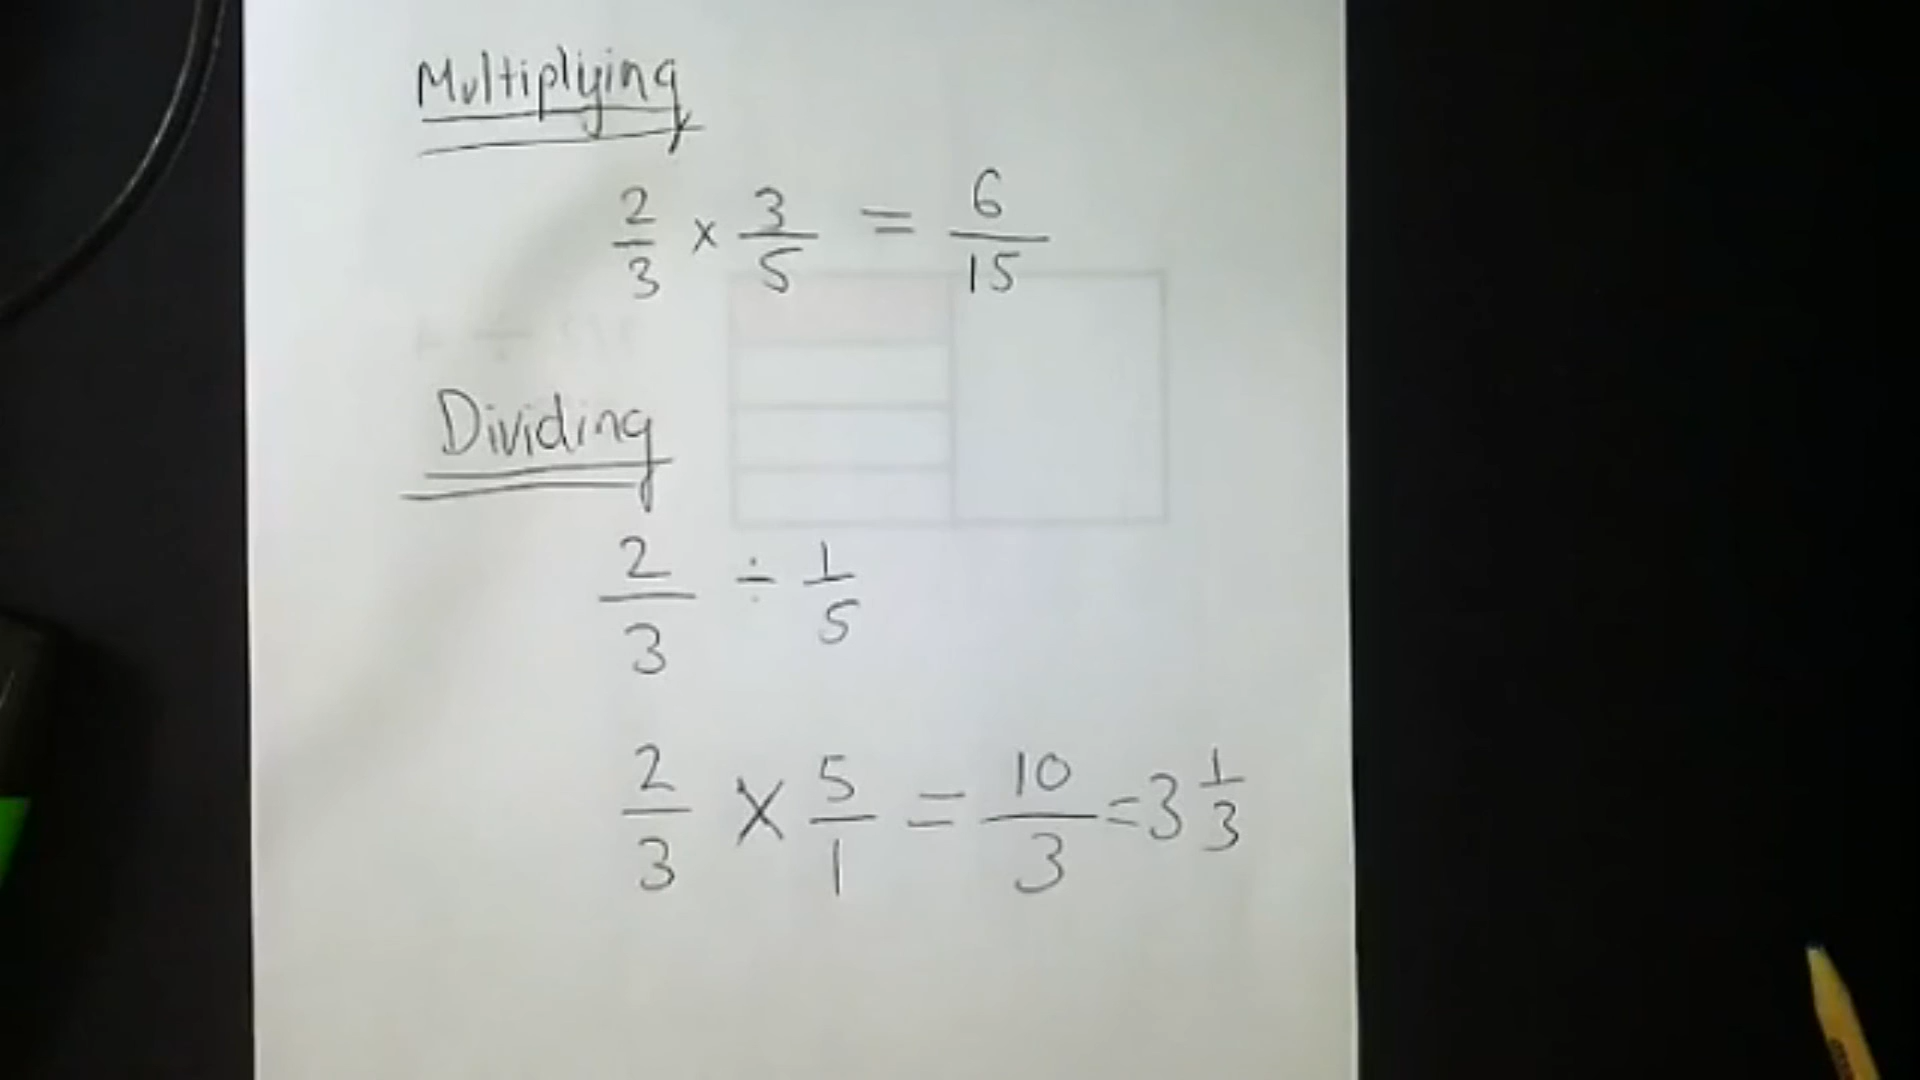 Multiplying
2/3 × 3/5 = 6/15
Dividing
2/3 ÷ 1/5
2/3 × 5/1 = 10/3 = 3 1/3